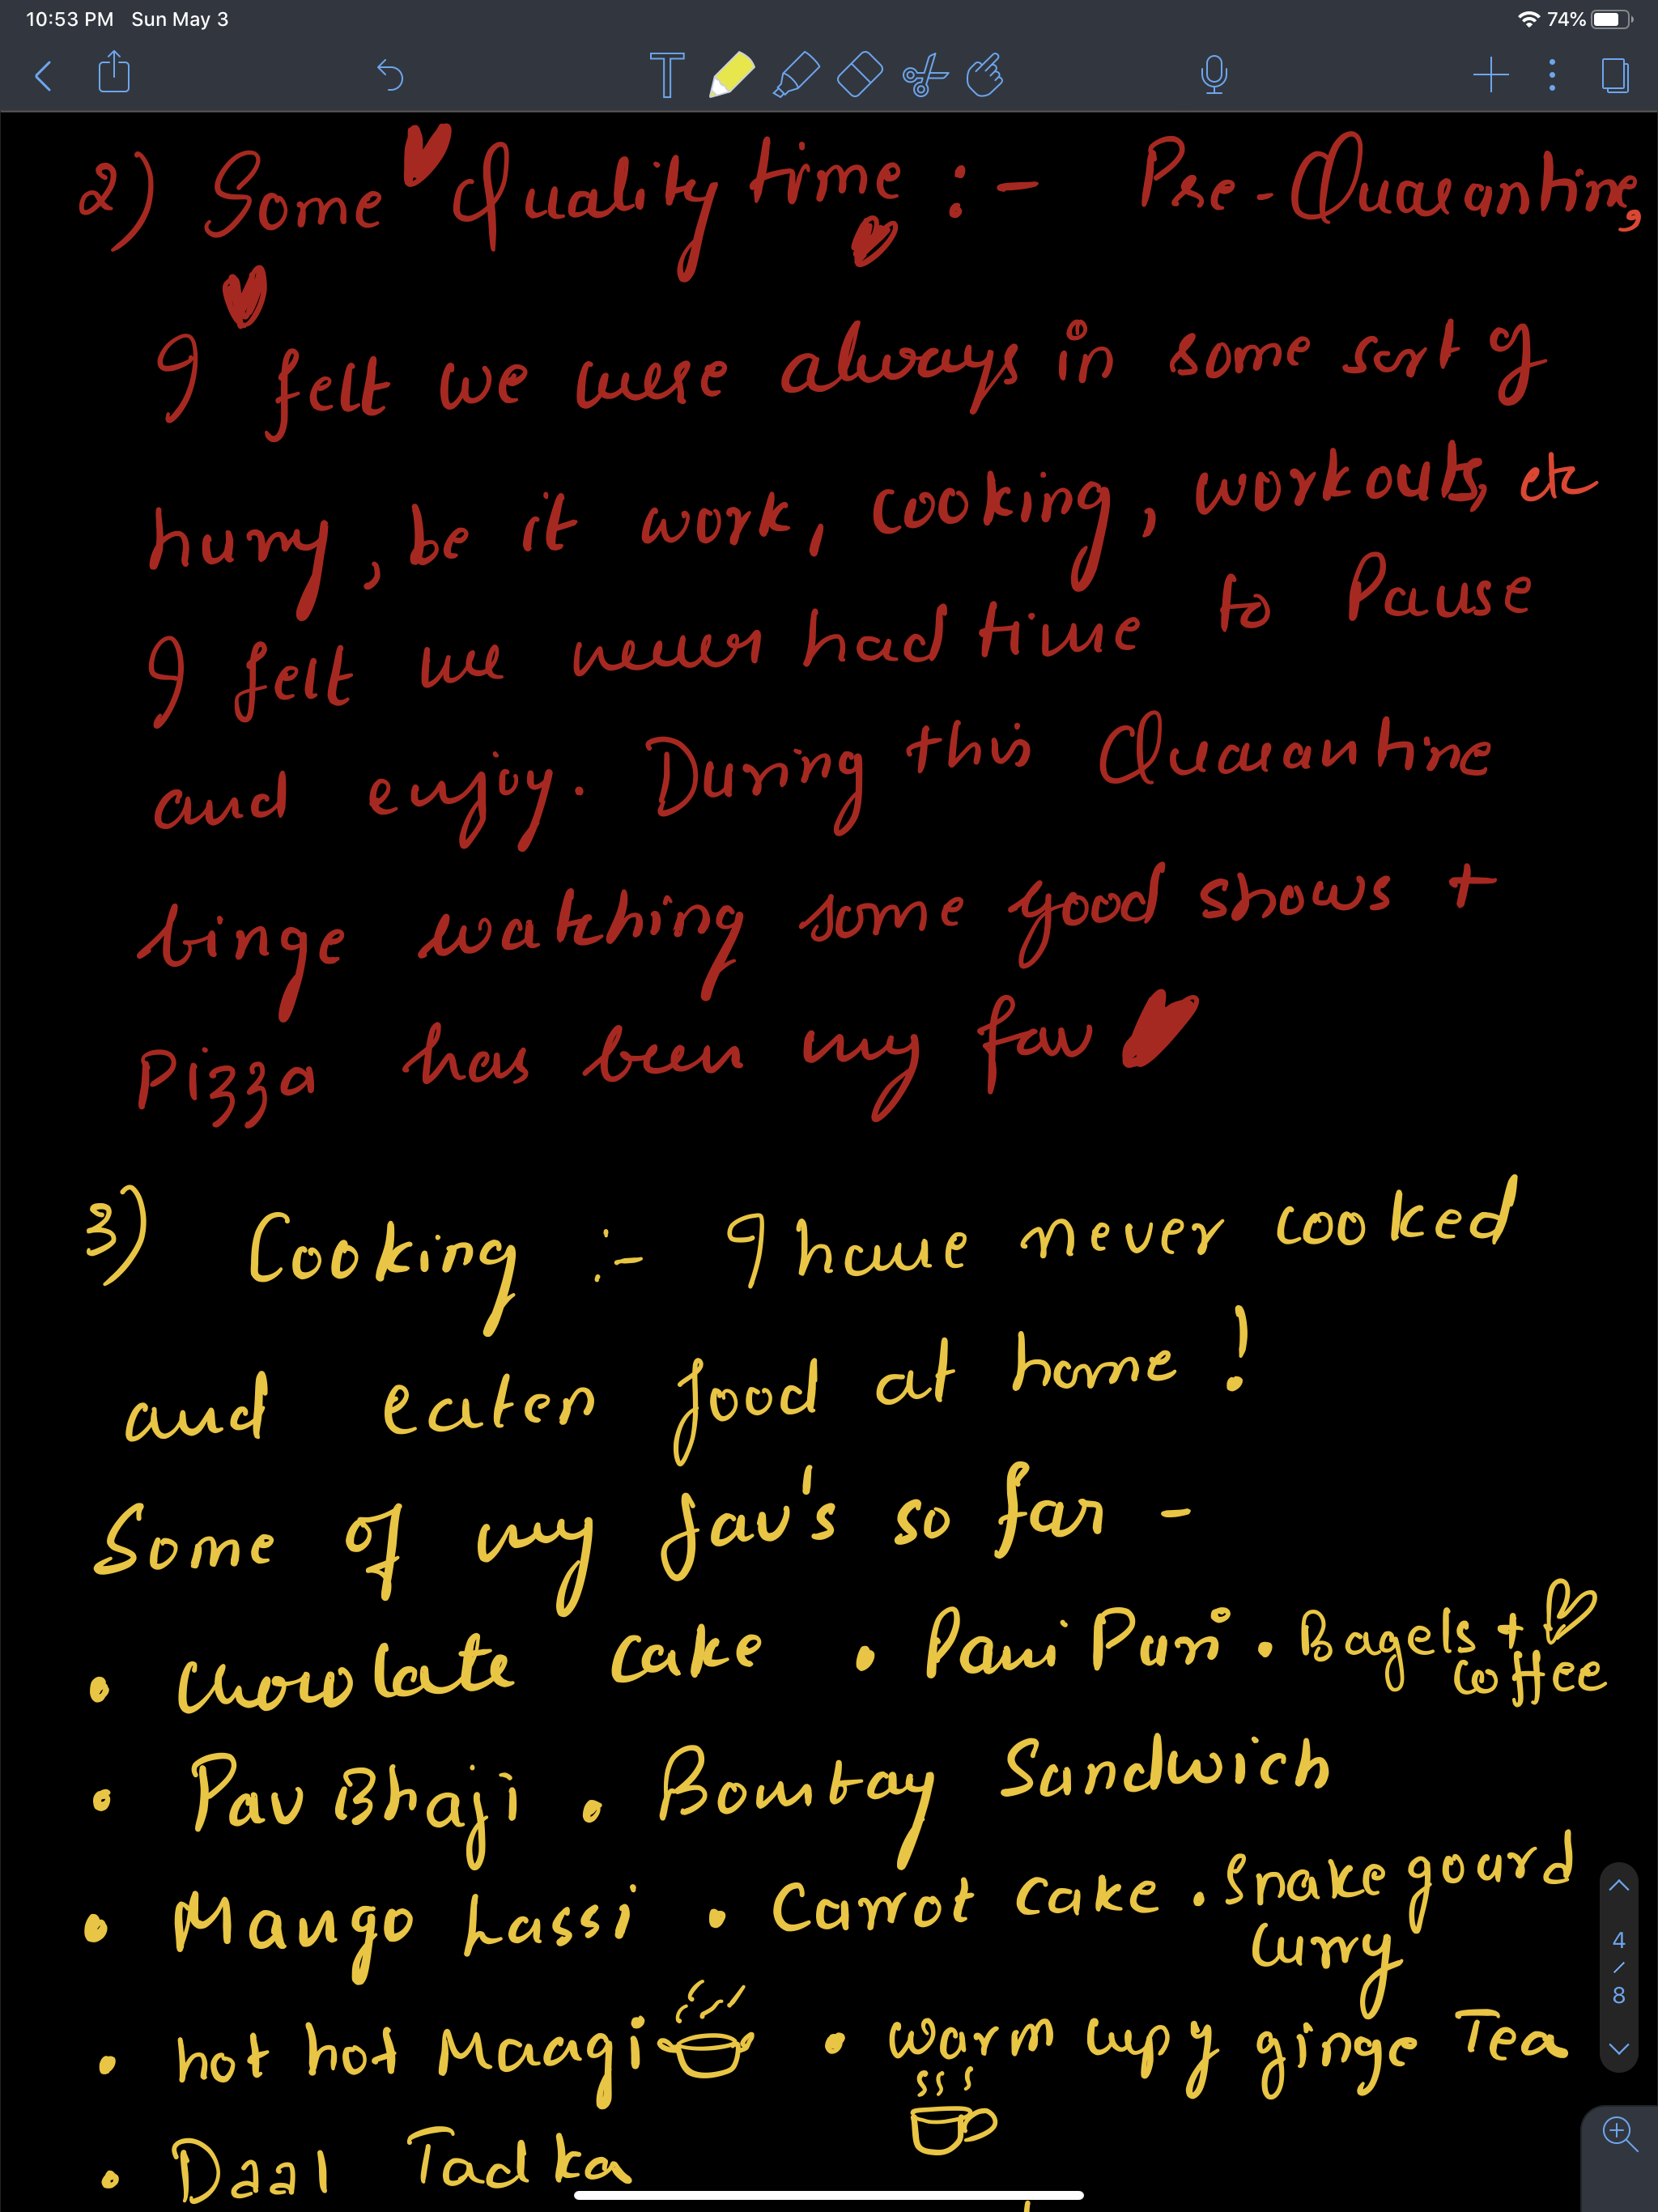 10:53 PM Sun May 3 74%
2) Some Quality time :- Pre-Quarantine,
I felt we were always in some sort of
hurry, be it work, cooking, workouts, etc
I felt we never had time to Pause
and enjoy. During this Quarantine
binge watching some good shows +
Pizza has been my fav
3) Cooking :- I have never cooked
and eaten food at home!
Some of my fav's so far -
• Chocolate cake • Pani Puri • Bagels + coffee
• Pav Bhaji • Bombay Sandwich
• Mango Lassi • Carrot cake • Snake gourd curry
• hot hot Maagi • warm cup y ginge Tea
• Daal Tadka
4 / 8